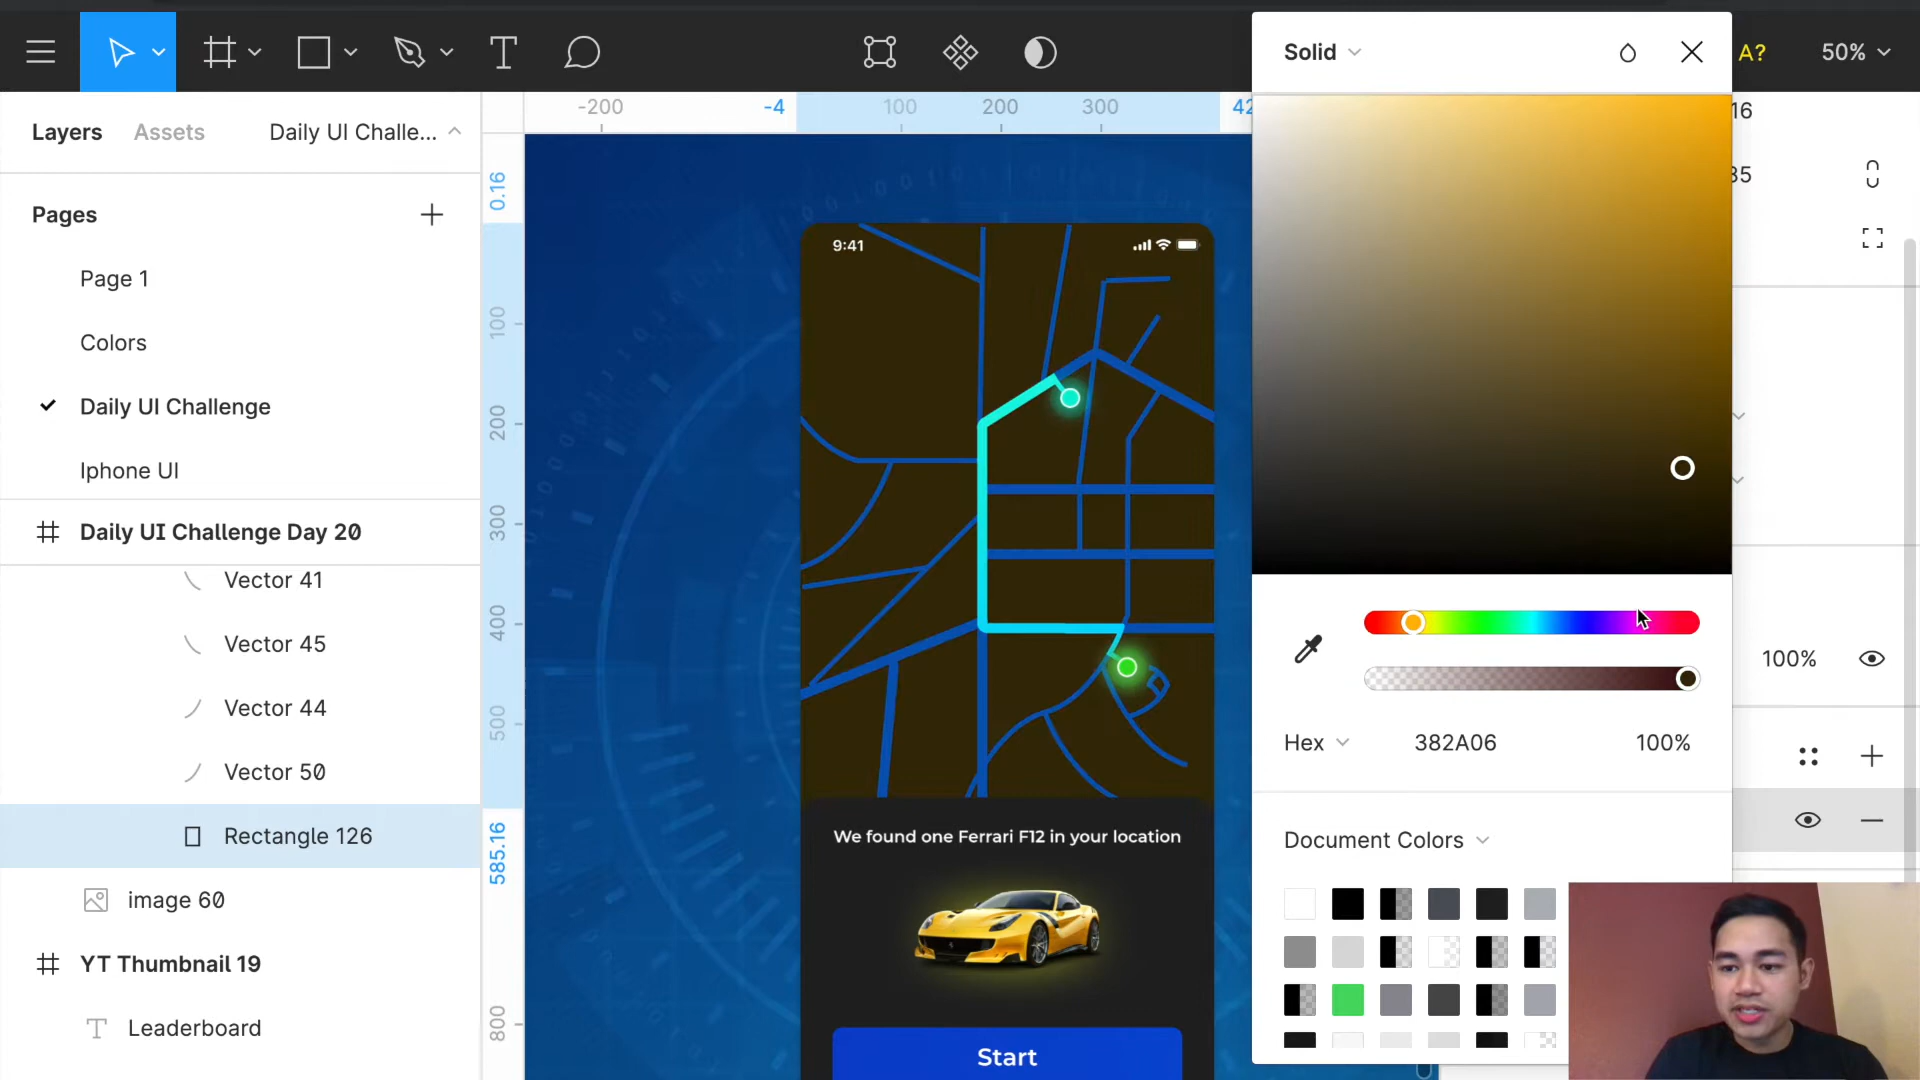 Solid
A?
50%
Layers
Assets
Daily UI Challe...
-200
-4
100
200
300
42
16
35
Pages
Page 1
Colors
Daily UI Challenge
Iphone UI
Daily UI Challenge Day 20
Vector 41
Vector 45
Vector 44
Vector 50
Rectangle 126
image 60
YT Thumbnail 19
Leaderboard
0.16
100
200
300
400
500
585.16
800
9:41
We found one Ferrari F12 in your location
Start
100%
Hex
382A06
100%
Document Colors